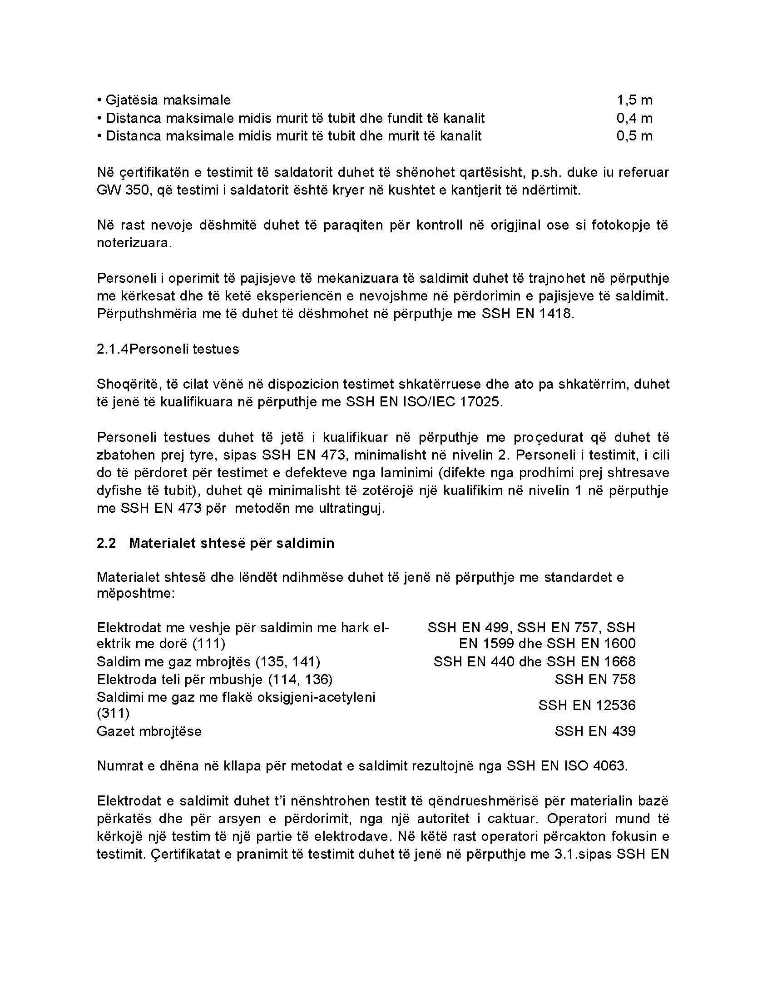 • Gjatësia maksimale 1,5 m
• Distanca maksimale midis murit të tubit dhe fundit të kanalit 0,4 m
• Distanca maksimale midis murit të tubit dhe murit të kanalit 0,5 m
Në çertifikatën e testimit të saldatorit duhet të shënohet qartësisht, p.sh. duke iu referuar
GW 350, që testimi i saldatorit është kryer në kushtet e kantjerit të ndërtimit.
Në rast nevoje dëshmitë duhet të paraqiten për kontroll në origjinal ose si fotokopje të
noterizuara.
Personeli i operimit të pajisjeve të mekanizuara të saldimit duhet të trajnohet në përputhje
me kërkesat dhe të ketë eksperiencën e nevojshme në përdorimin e pajisjeve të saldimit.
Përputhshmëria me të duhet të dëshmohet në përputhje me SSH EN 1418.
2.1.4Personeli testues
Shoqëritë, të cilat vënë në dispozicion testimet shkatërruese dhe ato pa shkatërrim, duhet
të jenë të kualifikuara në përputhje me SSH EN ISO/IEC 17025.
Personeli testues duhet të jetë i kualifikuar në përputhje me proçedurat që duhet të
zbatohen prej tyre, sipas SSH EN 473, minimalisht në nivelin 2. Personeli i testimit, i cili
do të përdoret për testimet e defekteve nga laminimi (difekte nga prodhimi prej shtresave
dyfishe të tubit), duhet që minimalisht të zotërojë një kualifikim në nivelin 1 në përputhje
me SSH EN 473 për  metodën me ultratinguj.
2.2 Materialet shtesë për saldimin
Materialet shtesë dhe lëndët ndihmëse duhet të jenë në përputhje me standardet e
mëposhtme:
Elektrodat me veshje për saldimin me hark el- SSH EN 499, SSH EN 757, SSH
ektrik me dorë (111) EN 1599 dhe SSH EN 1600
Saldim me gaz mbrojtës (135, 141) SSH EN 440 dhe SSH EN 1668
Elektroda teli për mbushje (114, 136) SSH EN 758
Saldimi me gaz me flakë oksigjeni-acetyleni
(311) SSH EN 12536
Gazet mbrojtëse SSH EN 439
Numrat e dhëna në kllapa për metodat e saldimit rezultojnë nga SSH EN ISO 4063.
Elektrodat e saldimit duhet t’i nënshtrohen testit të qëndrueshmërisë për materialin bazë
përkatës dhe për arsyen e përdorimit, nga një autoritet i caktuar. Operatori mund të
kërkojë një testim të një partie të elektrodave. Në këtë rast operatori përcakton fokusin e
testimit. Çertifikatat e pranimit të testimit duhet të jenë në përputhje me 3.1.sipas SSH EN